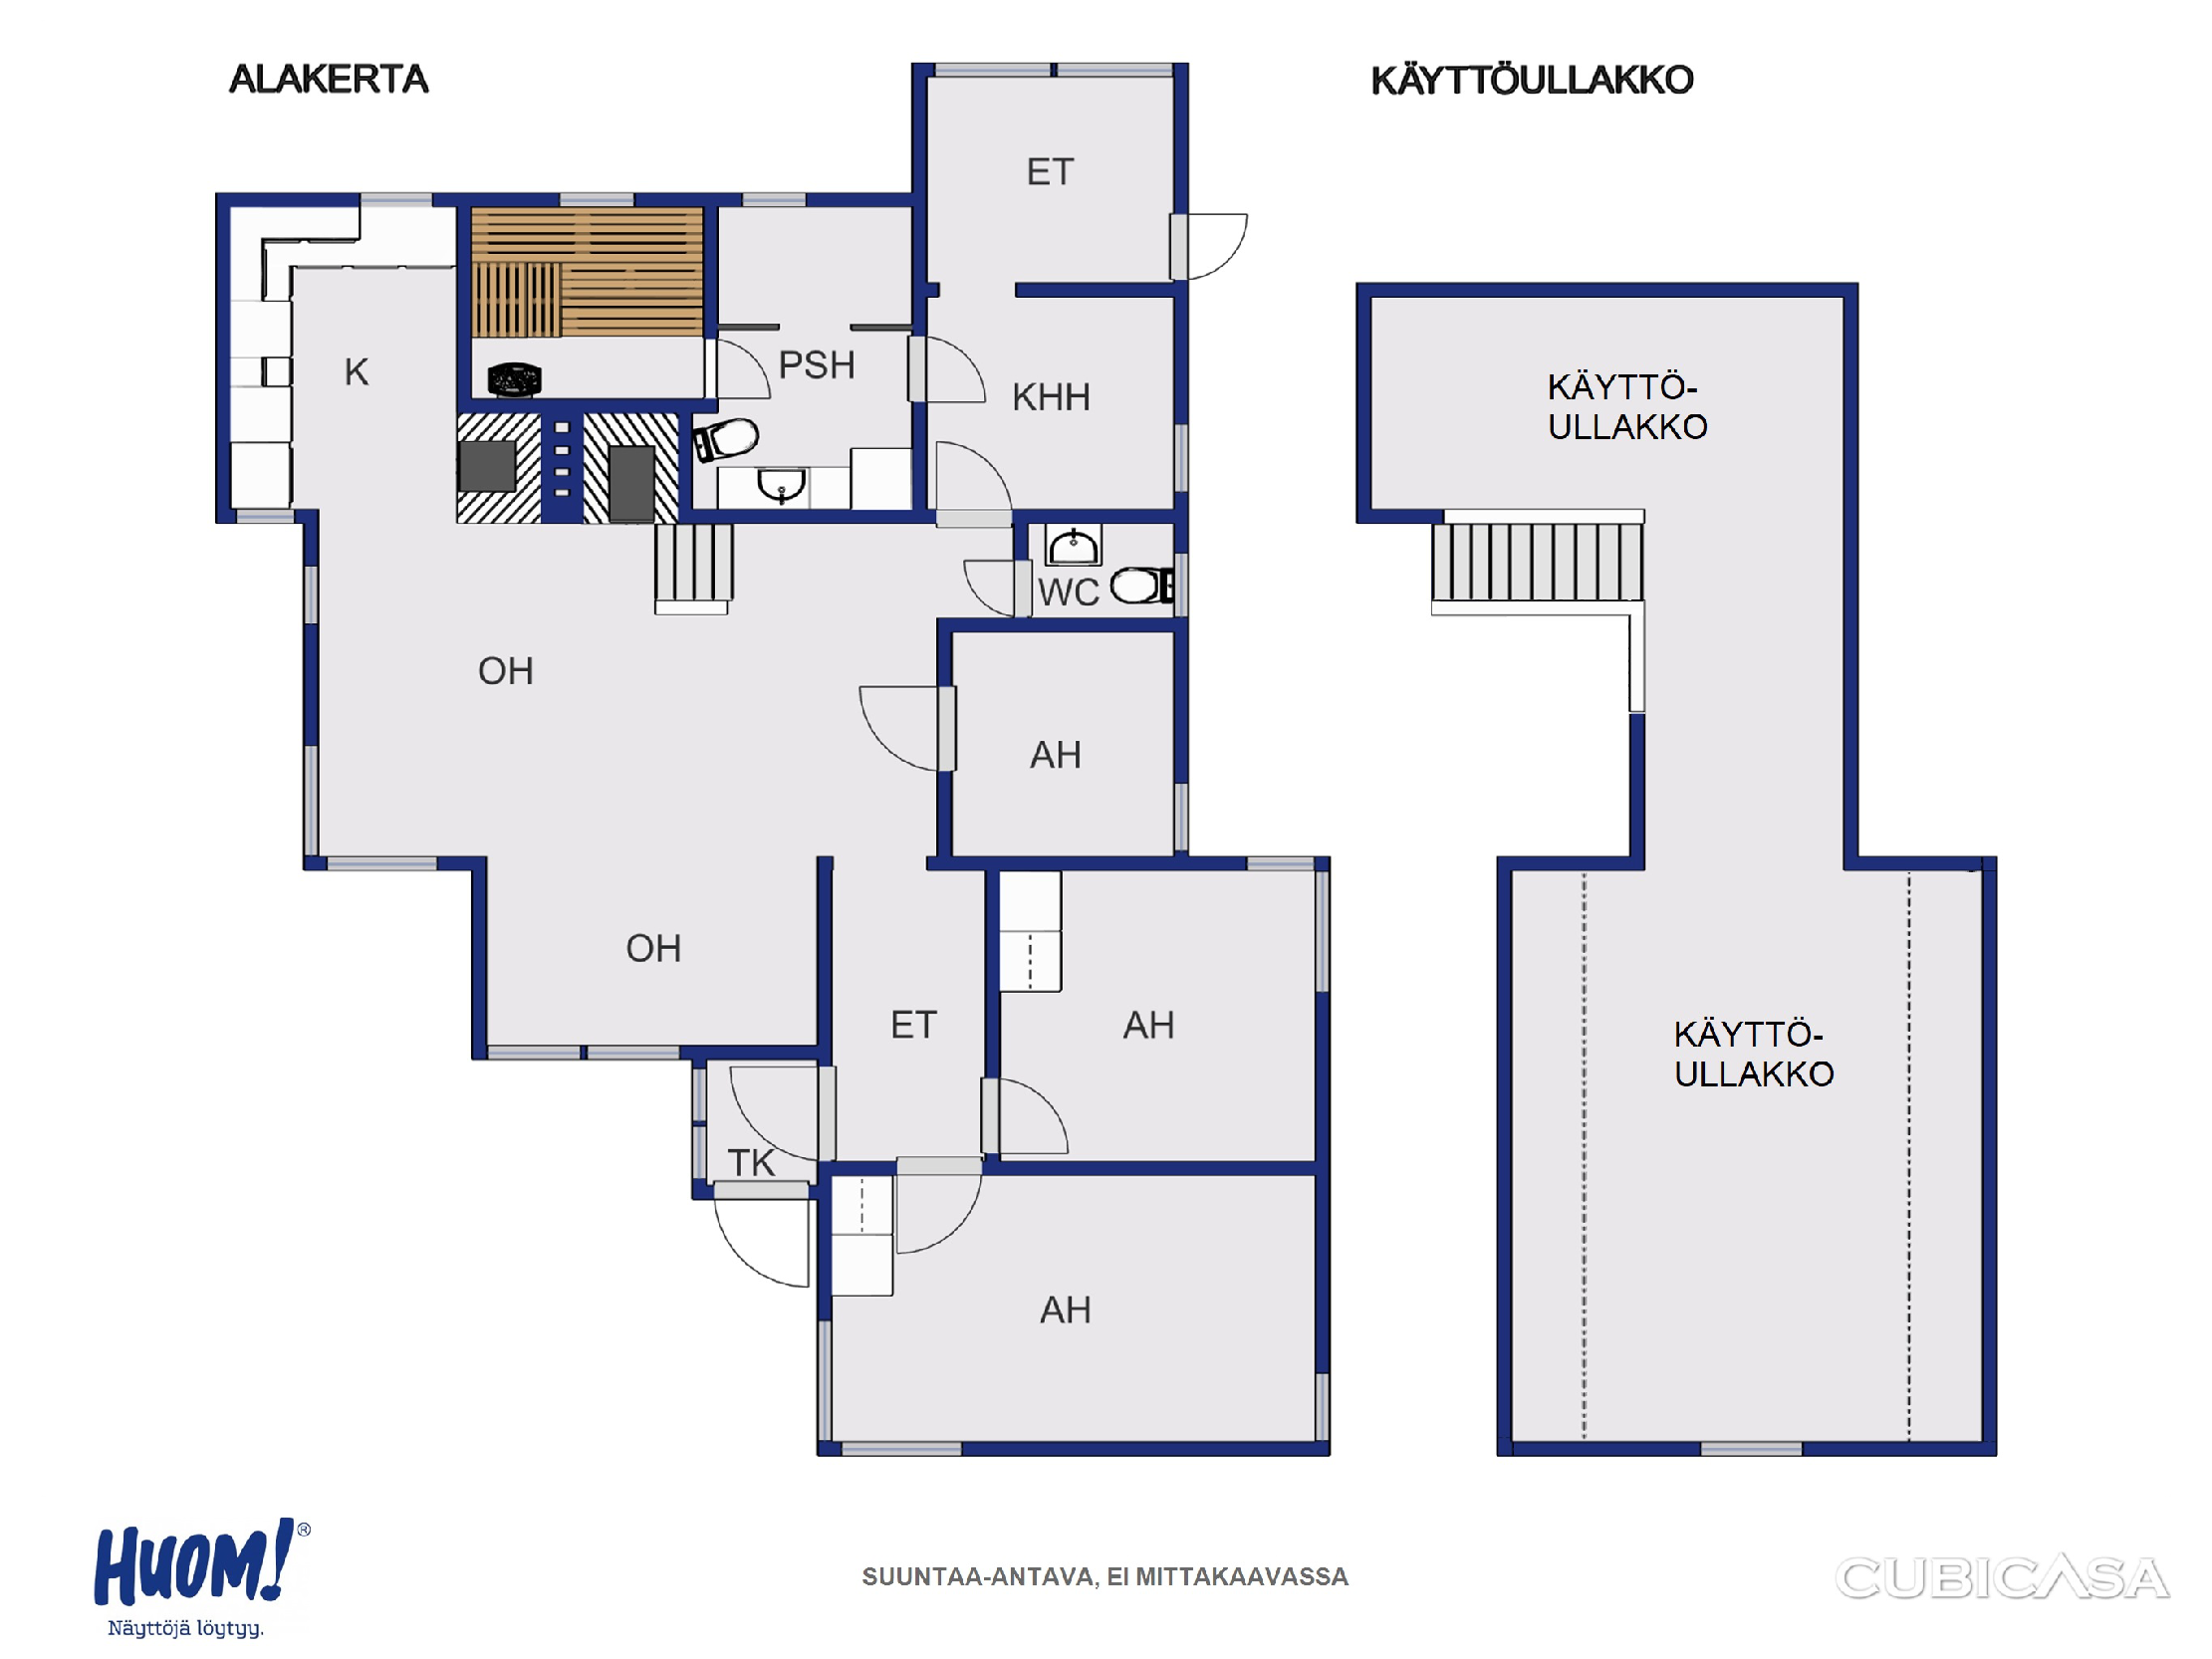 ALAKERTA
KÄYTTÖULLAKKO
ET
K
PSH
KHH
KÄYTTÖ-
ULLAKKO
WC
OH
AH
OH
ET
AH
KÄYTTÖ-
ULLAKKO
TK
AH
HUOM!®
Näyttöjä löytyy.
SUUNTAA-ANTAVA, EI MITTAKAAVASSA
CUBICASA